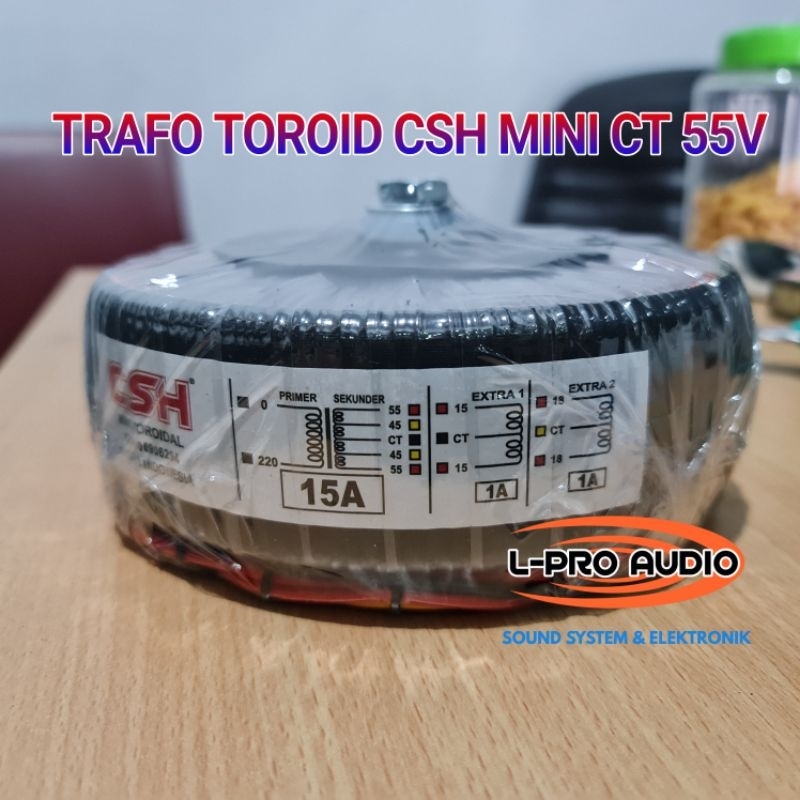 TRAFO TOROID CSH MINI CT 55V
CSH®
PRIMER SEKUNDER
0
220
55
45
CT
45
55
15A
EXTRA 1
15
CT
15
1A
EXTRA 2
18
CT
18
1A
L-PRO AUDIO
SOUND SYSTEM & ELEKTRONIK